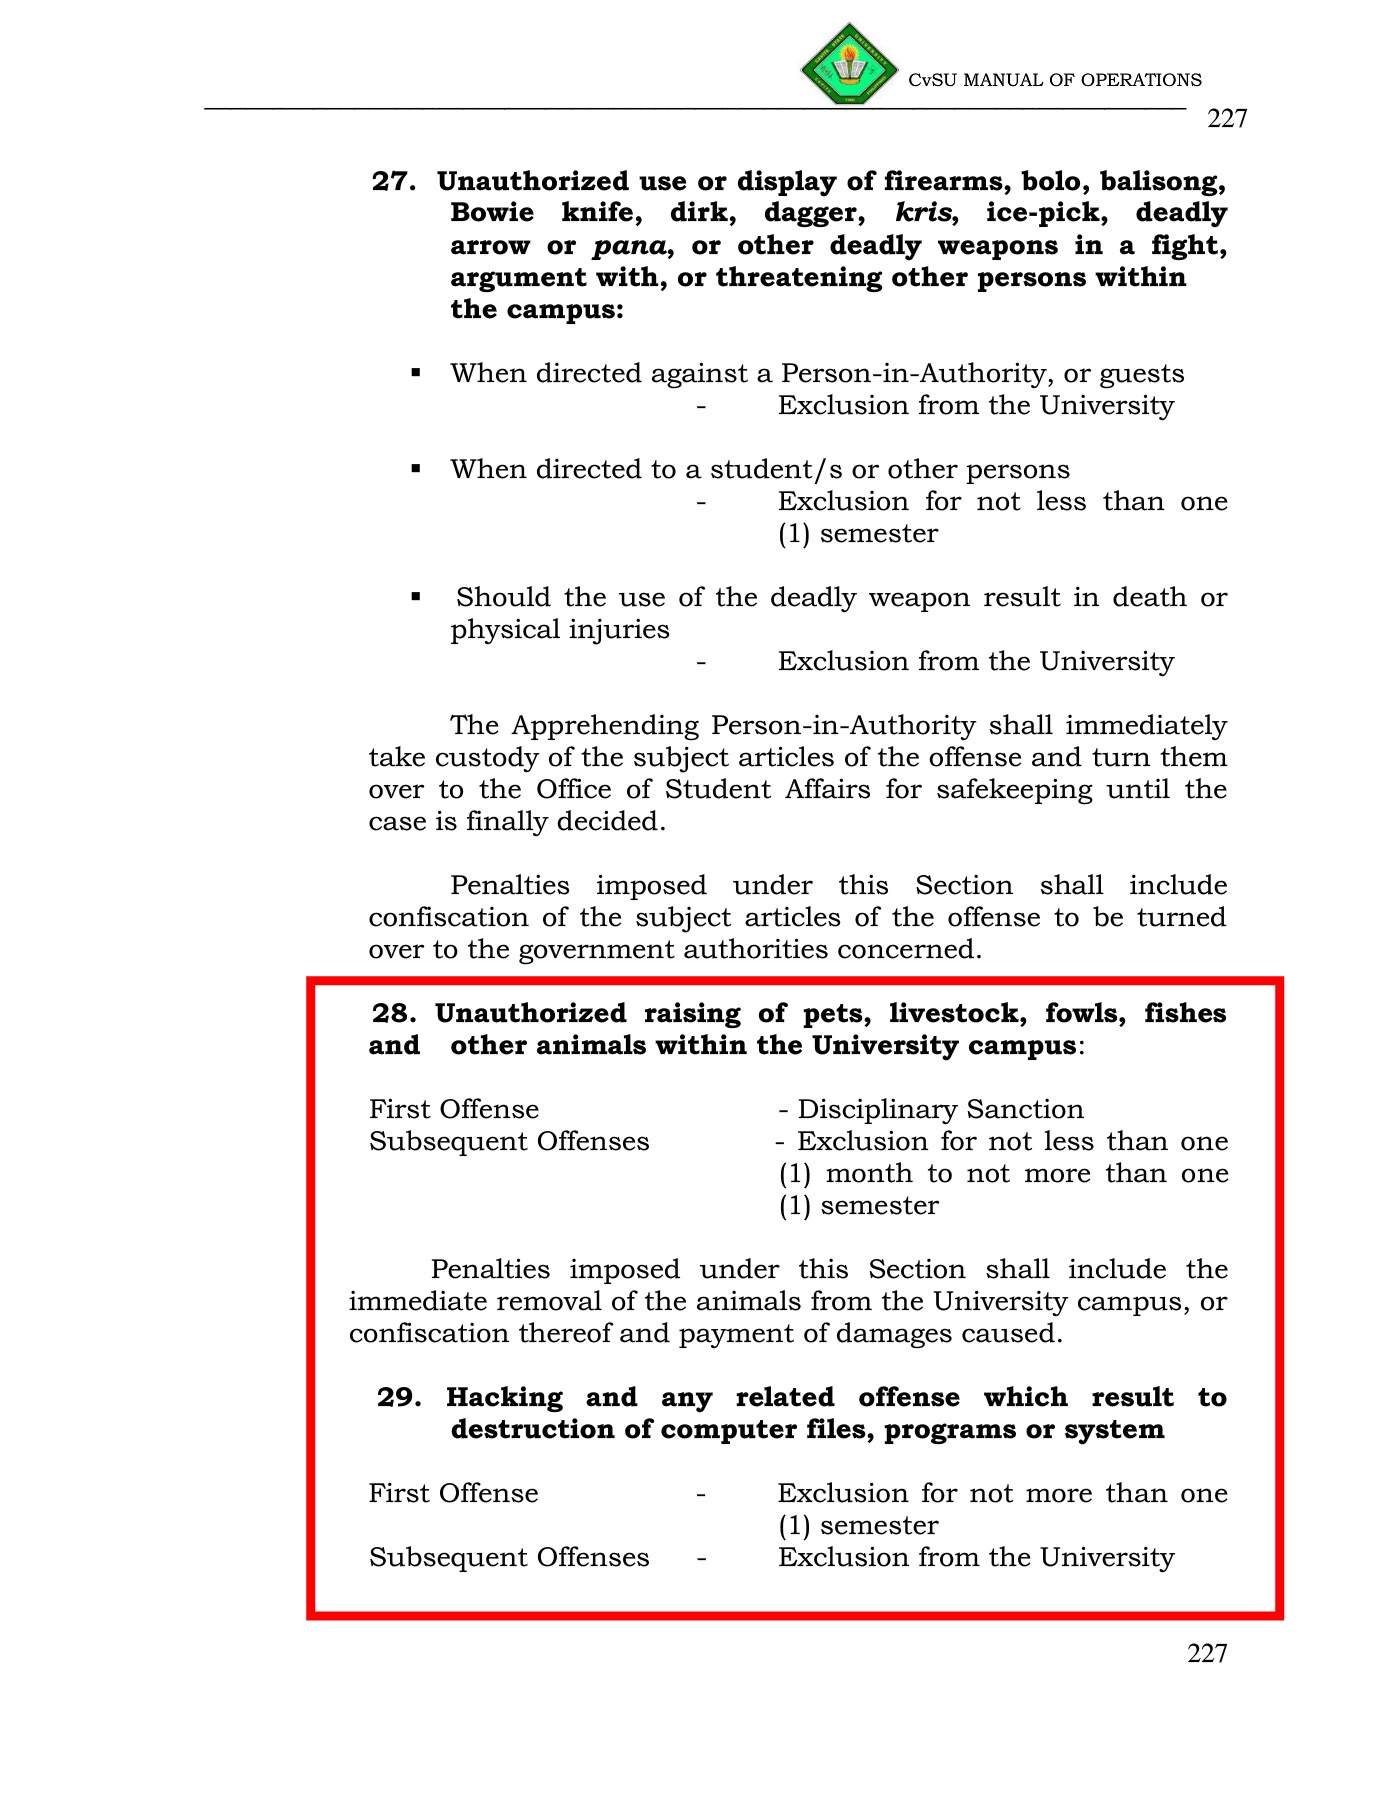 CvSU MANUAL OF OPERATIONS
227
27. Unauthorized use or display of firearms, bolo, balisong,
Bowie knife, dirk, dagger, kris, ice-pick, deadly
arrow or pana, or other deadly weapons in a fight,
argument with, or threatening other persons within
the campus:
▪ When directed against a Person-in-Authority, or guests
- Exclusion from the University
▪ When directed to a student/s or other persons
- Exclusion for not less than one
(1) semester
▪ Should the use of the deadly weapon result in death or
physical injuries
- Exclusion from the University
The Apprehending Person-in-Authority shall immediately
take custody of the subject articles of the offense and turn them
over to the Office of Student Affairs for safekeeping until the
case is finally decided.
Penalties imposed under this Section shall include
confiscation of the subject articles of the offense to be turned
over to the government authorities concerned.
28. Unauthorized raising of pets, livestock, fowls, fishes
and other animals within the University campus:
First Offense - Disciplinary Sanction
Subsequent Offenses - Exclusion for not less than one
(1) month to not more than one
(1) semester
Penalties imposed under this Section shall include the
immediate removal of the animals from the University campus, or
confiscation thereof and payment of damages caused.
29. Hacking and any related offense which result to
destruction of computer files, programs or system
First Offense - Exclusion for not more than one
(1) semester
Subsequent Offenses - Exclusion from the University
227